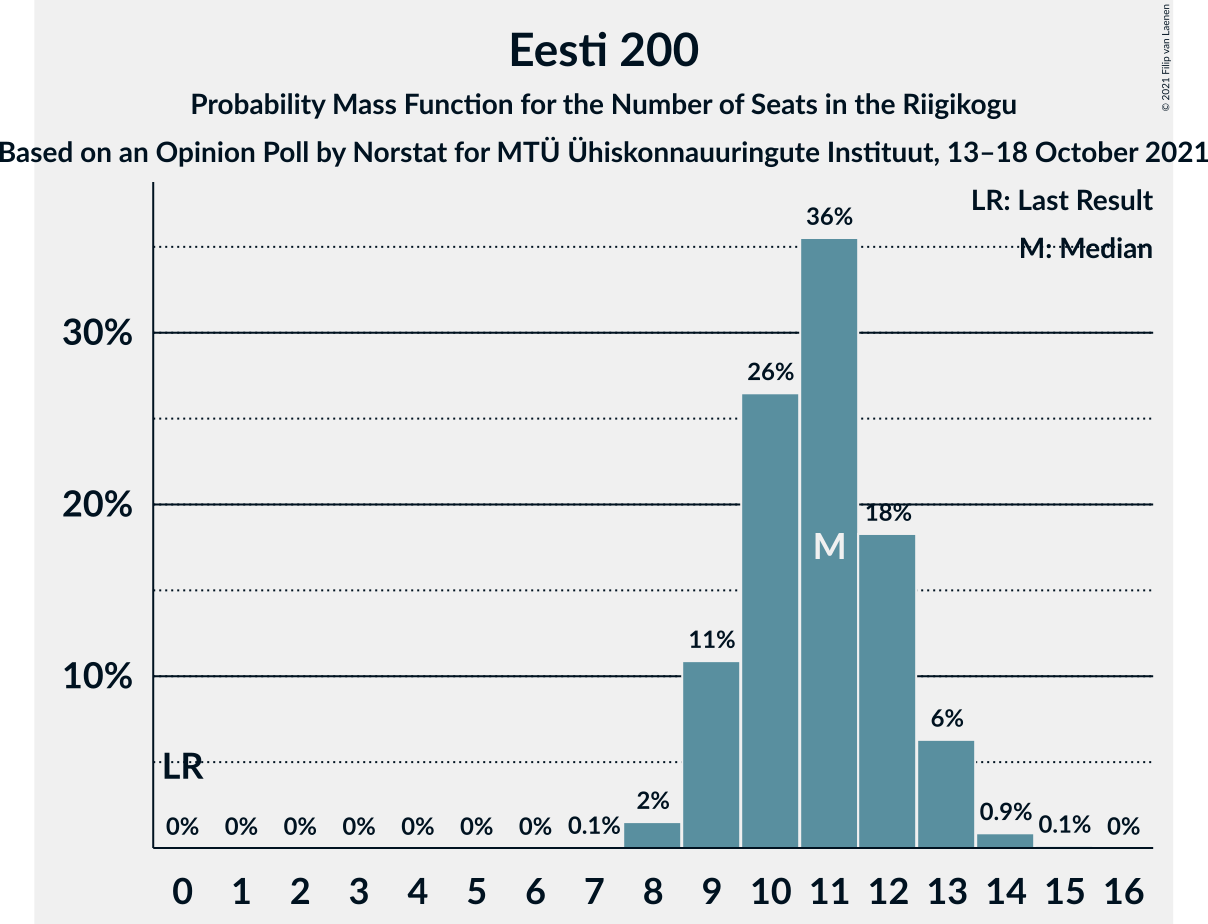 Eesti 200
Probability Mass Function for the Number of Seats in the Riigikogu
Based on an Opinion Poll by Norstat for MTÜ Ühiskonnauuringute Instituut, 13–18 October 2021
© 2021 Filip van Laenen
LR: Last Result
M: Median
36%
30%
26%
20%
18%
M
11%
10%
6%
LR
2%
0.9%
0% 0% 0% 0% 0% 0% 0% 0.1% 0.1% 0%
0 1 2 3 4 5 6 7 8 9 10 11 12 13 14 15 16